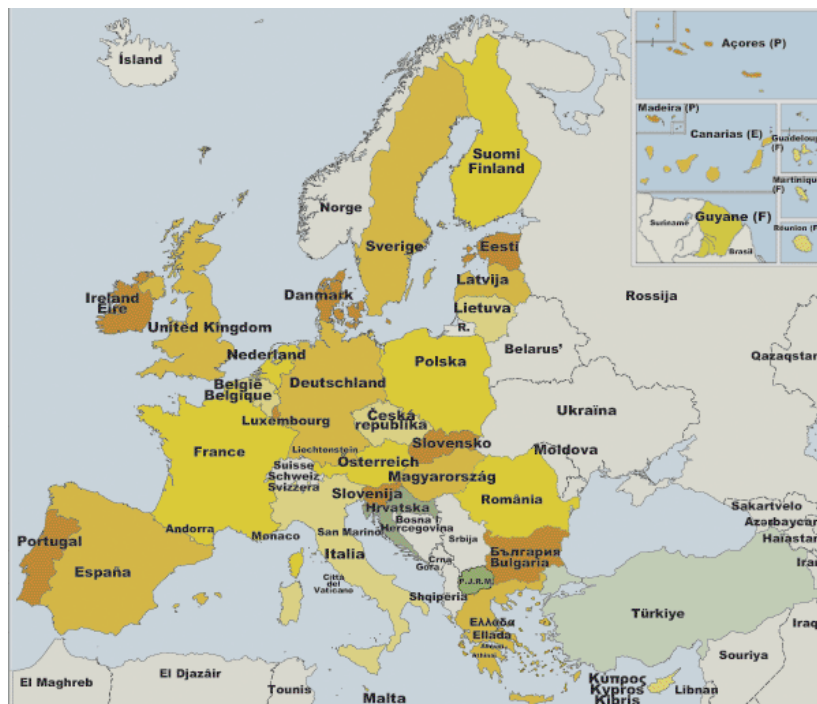 Ísland
Açores (P)
Madeira (P)
Canarias (E)
Guadeloup
(F)
Martinique
(F)
Suriname
Guyane (F)
Brasil
Réunion (F
Suomi
Finland
Norge
Sverige
Eesti
Latvija
Lietuva
R.
Rossija
Danmark
Ireland
Éire
United Kingdom
Nederland
België
Belgique
Deutschland
Polska
Belarus'
Qazaqstan
Luxembourg
Česká
republika
Ukraïna
France
Slovensko
Moldova
Liechtenstein
Suisse
Schweiz
Svizzera
Österreich
Magyarország
România
Slovenija
Hrvatska
Bosna i
Hercegovina
Srbija
Sakartvelo
Azərbaycan
Haïastan
Iran
Andorra
Monaco
San Marino
Portugal
España
Italia
Città
del
Vaticano
Crna
Gora
България
Bulgaria
F.J.R.M.
Shqipëria
Türkiye
Ελλάδα
Ellada
Iraq
Souriya
Κύπρος
Kypros
Kıbrıs
Libnan
El Maghreb
El Djazâir
Tounis
Malta